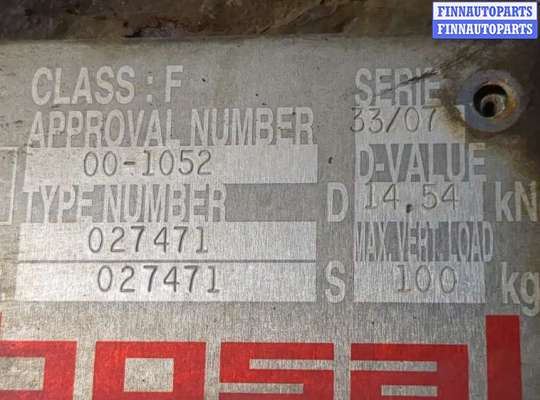 FINNAUTOPARTS
FINNAUTOPARTS
CLASS : F
SERIE
APPROVAL NUMBER
33/07
00-1052
D-VALUE
TYPE NUMBER
D 14,54 kN
027471
MAX. VERT. LOAD
027471
S 100 kg
bosal